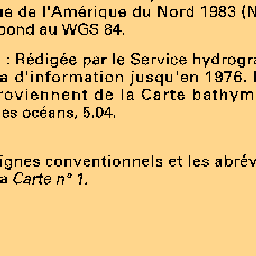 ue de l'Amérique du Nord 1983 (N
pond au WGS 84.
: Rédigée par le Service hydrogra
a d'information jusqu'en 1976. 
roviennent de la Carte bathym
es océans, 5.04.
ignes conventionnels et les abrév
a Carte n° 1.